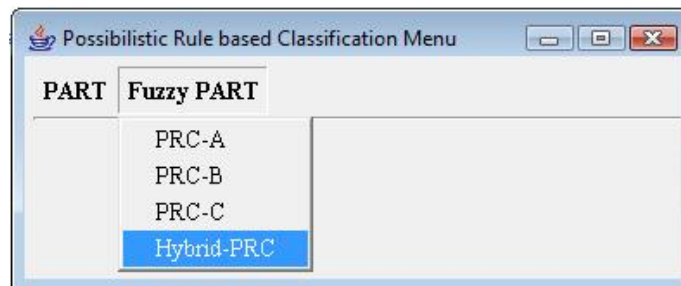 Possibilistic Rule based Classification Menu
PART Fuzzy PART
PRC-A
PRC-B
PRC-C
Hybrid-PRC